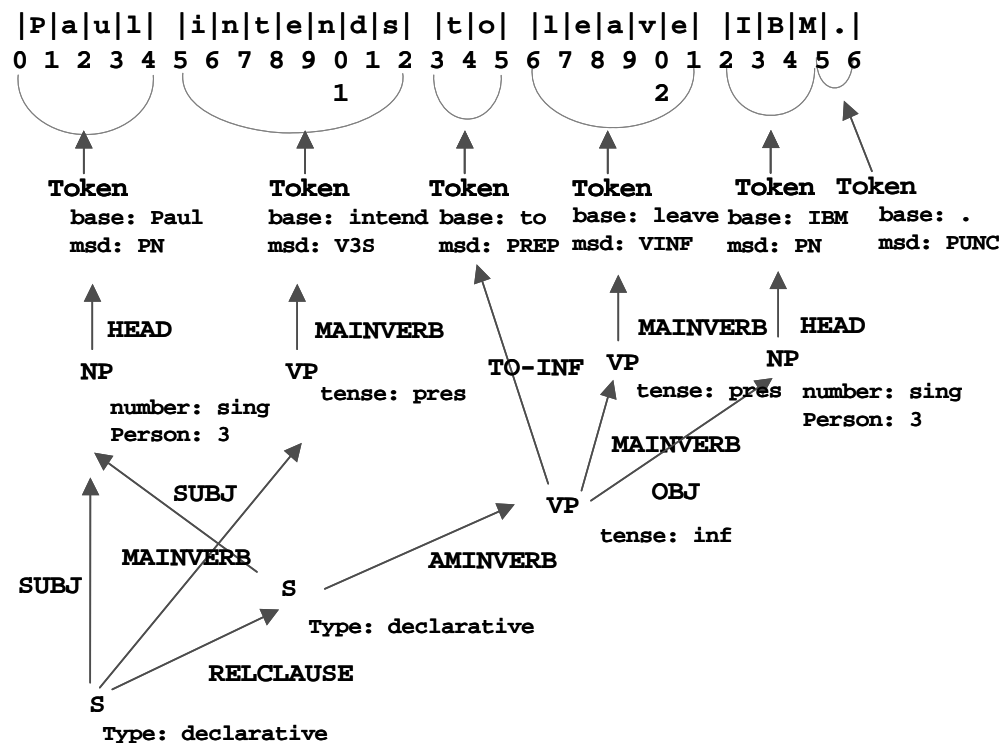 |P|a|u|l| |i|n|t|e|n|d|s| |t|o| |l|e|a|v|e| |I|B|M|.|
0 1 2 3 4 5 6 7 8 9 0 1 2 3 4 5 6 7 8 9 0 1 2 3 4 5 6
1 2
Token Token Token Token Token Token
base: Paul base: intend base: to base: leave base: IBM base: .
msd: PN msd: V3S msd: PREP msd: VINF msd: PN msd: PUNC
HEAD MAINVERB MAINVERB HEAD
NP VP TO-INF VP NP
tense: pres tense: pres number: sing
number: sing Person: 3
Person: 3
MAINVERB
SUBJ OBJ
VP
tense: inf
MAINVERB AMINVERB
SUBJ S
Type: declarative
RELCLAUSE
S
Type: declarative